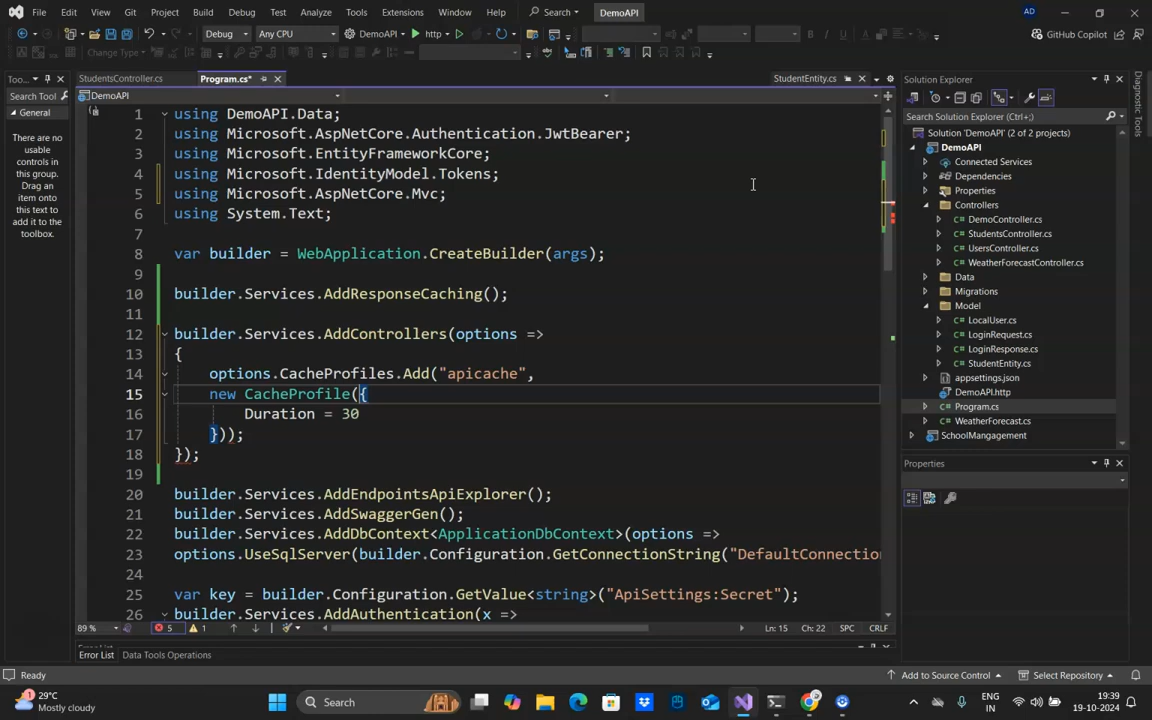 File Edit View Git Project Build Debug Test Analyze Tools Extensions Window Help Search DemoAPI AD
Debug Any CPU DemoAPI http GitHub Copilot
Change Type
Too... StudentsController.cs Program.cs* StudentEntity.cs Solution Explorer
Search Tool DemoAPI
General
There are no
usable
controls in
this group.
Drag an
item onto
this text to
add it to the
toolbox.
1 using DemoAPI.Data;
2 using Microsoft.AspNetCore.Authentication.JwtBearer;
3 using Microsoft.EntityFrameworkCore;
4 using Microsoft.IdentityModel.Tokens;
5 using Microsoft.AspNetCore.Mvc;
6 using System.Text;
7
8 var builder = WebApplication.CreateBuilder(args);
9
10 builder.Services.AddResponseCaching();
11
12 builder.Services.AddControllers(options =>
13 {
14 options.CacheProfiles.Add("apicache",
15 new CacheProfile({
16 Duration = 30
17 }));
18 });
19
20 builder.Services.AddEndpointsApiExplorer();
21 builder.Services.AddSwaggerGen();
22 builder.Services.AddDbContext<ApplicationDbContext>(options =>
23 options.UseSqlServer(builder.Configuration.GetConnectionString("DefaultConnectio
24
25 var key = builder.Configuration.GetValue<string>("ApiSettings:Secret");
26 builder.Services.AddAuthentication(x =>
89 % 5 1 Ln: 15 Ch: 22 SPC CRLF
Error List Data Tools Operations
Search Solution Explorer (Ctrl+;)
Solution 'DemoAPI' (2 of 2 projects)
DemoAPI
Connected Services
Dependencies
Properties
Controllers
DemoController.cs
StudentsController.cs
UsersController.cs
WeatherForecastController.cs
Data
Migrations
Model
LocalUser.cs
LoginRequest.cs
LoginResponse.cs
StudentEntity.cs
appsettings.json
DemoAPI.http
Program.cs
WeatherForecast.cs
SchoolMangagement
Properties
Diagnostic Tools
Ready Add to Source Control Select Repository
29°C
Mostly cloudy
Search
ENG
IN
19:39
19-10-2024